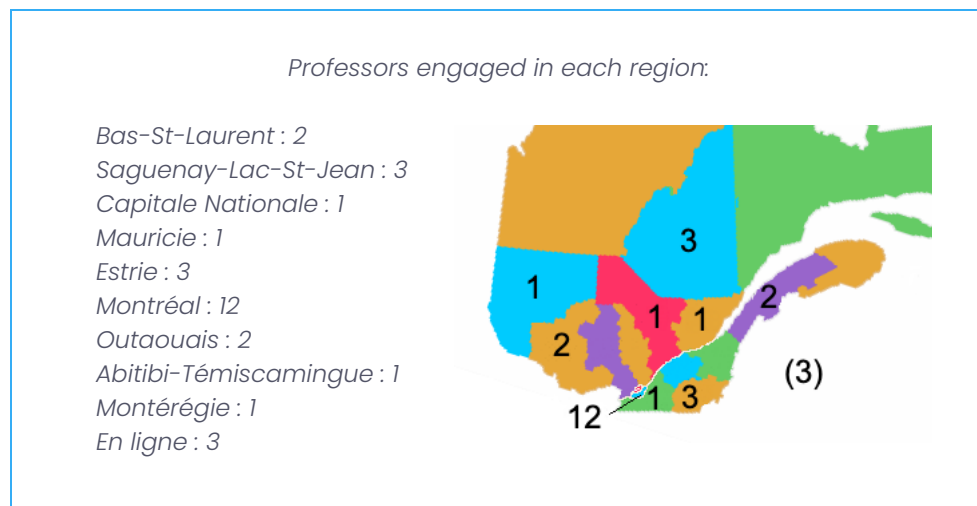 Professors engaged in each region:
Bas-St-Laurent : 2
Saguenay-Lac-St-Jean : 3
Capitale Nationale : 1
Mauricie : 1
Estrie : 3
Montréal : 12
Outaouais : 2
Abitibi-Témiscamingue : 1
Montérégie : 1
En ligne : 3
3
1
2
1
1
2
(3)
12
1
3